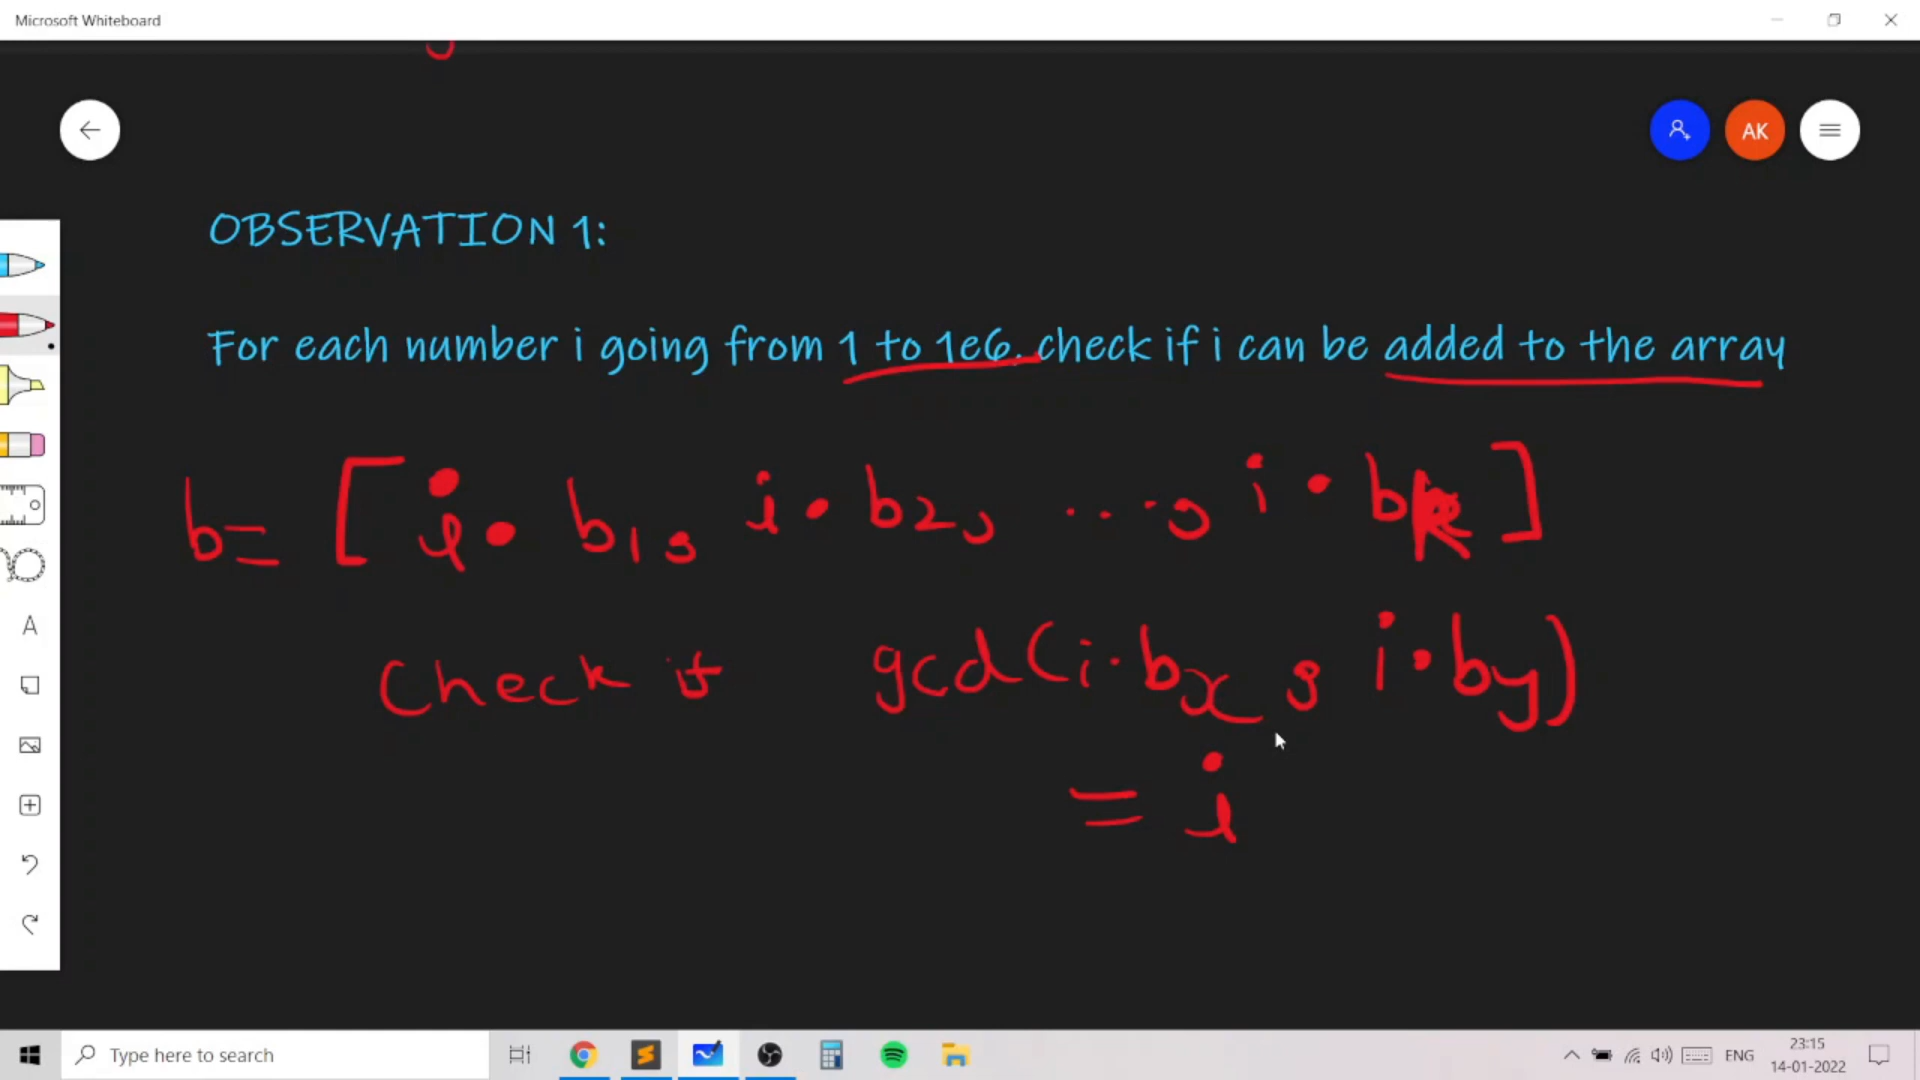 Microsoft Whiteboard
AK
OBSERVATION 1:
For each number i going from 1 to 1e6, check if i can be added to the array
b= [ i • b1, i • b2, ..., i • bk ]
Check if gcd(i·bx, i•by)
= i
A
Type here to search
ENG
23:15
14-01-2022